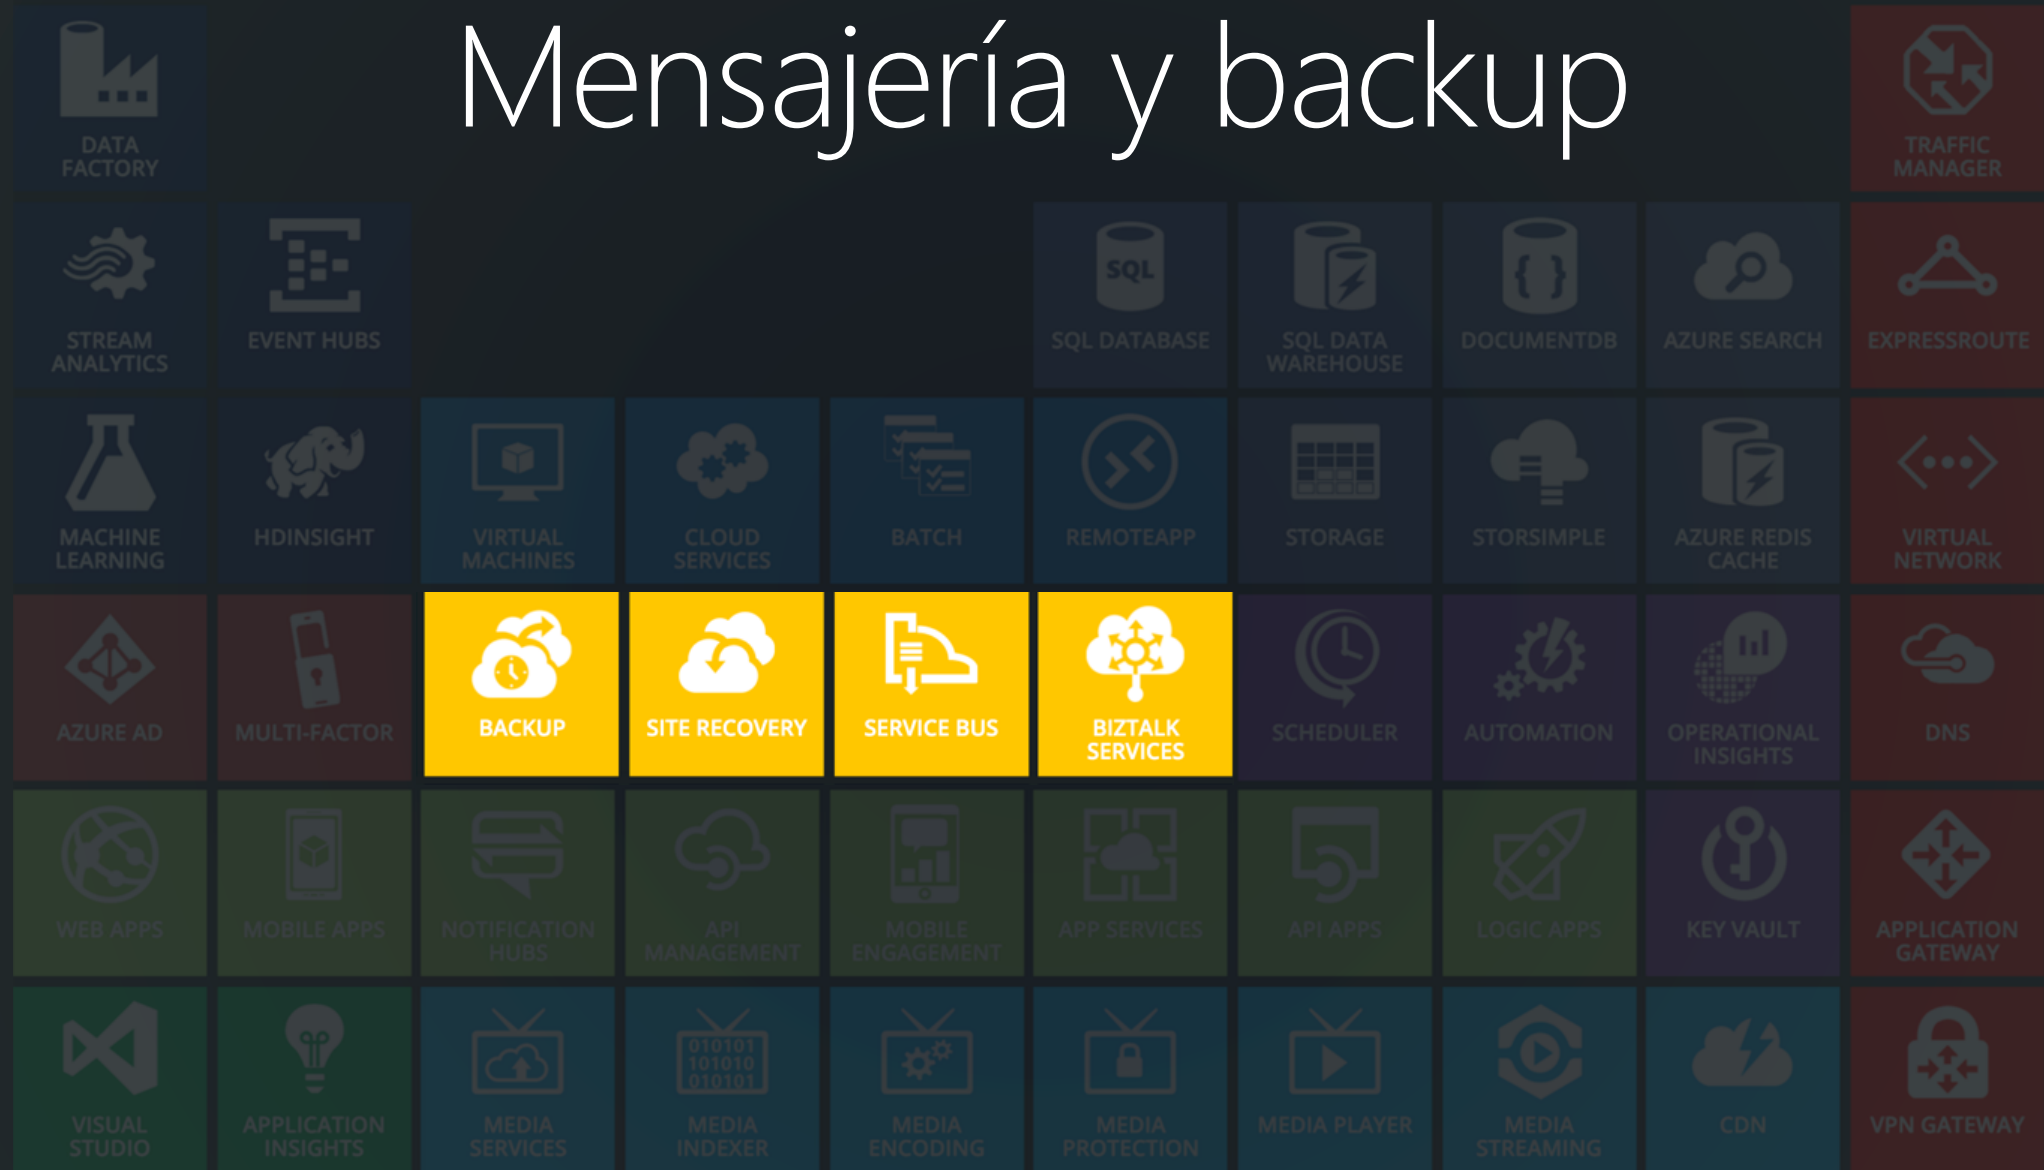 Mensajería y backup
DATA
FACTORY
TRAFFIC
MANAGER
STREAM
ANALYTICS
EVENT HUBS
SQL
SQL DATABASE
SQL DATA
WAREHOUSE
DOCUMENTDB
AZURE SEARCH
EXPRESSROUTE
MACHINE
LEARNING
HDINSIGHT
VIRTUAL
MACHINES
CLOUD
SERVICES
BATCH
REMOTEAPP
STORAGE
STORSIMPLE
AZURE REDIS
CACHE
VIRTUAL
NETWORK
AZURE AD
MULTI-FACTOR
BACKUP
SITE RECOVERY
SERVICE BUS
BIZTALK
SERVICES
SCHEDULER
AUTOMATION
OPERATIONAL
INSIGHTS
DNS
WEB APPS
MOBILE APPS
NOTIFICATION
HUBS
API
MANAGEMENT
MOBILE
ENGAGEMENT
APP SERVICES
API APPS
LOGIC APPS
KEY VAULT
APPLICATION
GATEWAY
VISUAL
STUDIO
APPLICATION
INSIGHTS
MEDIA
SERVICES
010101
101010
010101
MEDIA
INDEXER
MEDIA
ENCODING
MEDIA
PROTECTION
MEDIA PLAYER
MEDIA
STREAMING
CDN
VPN GATEWAY